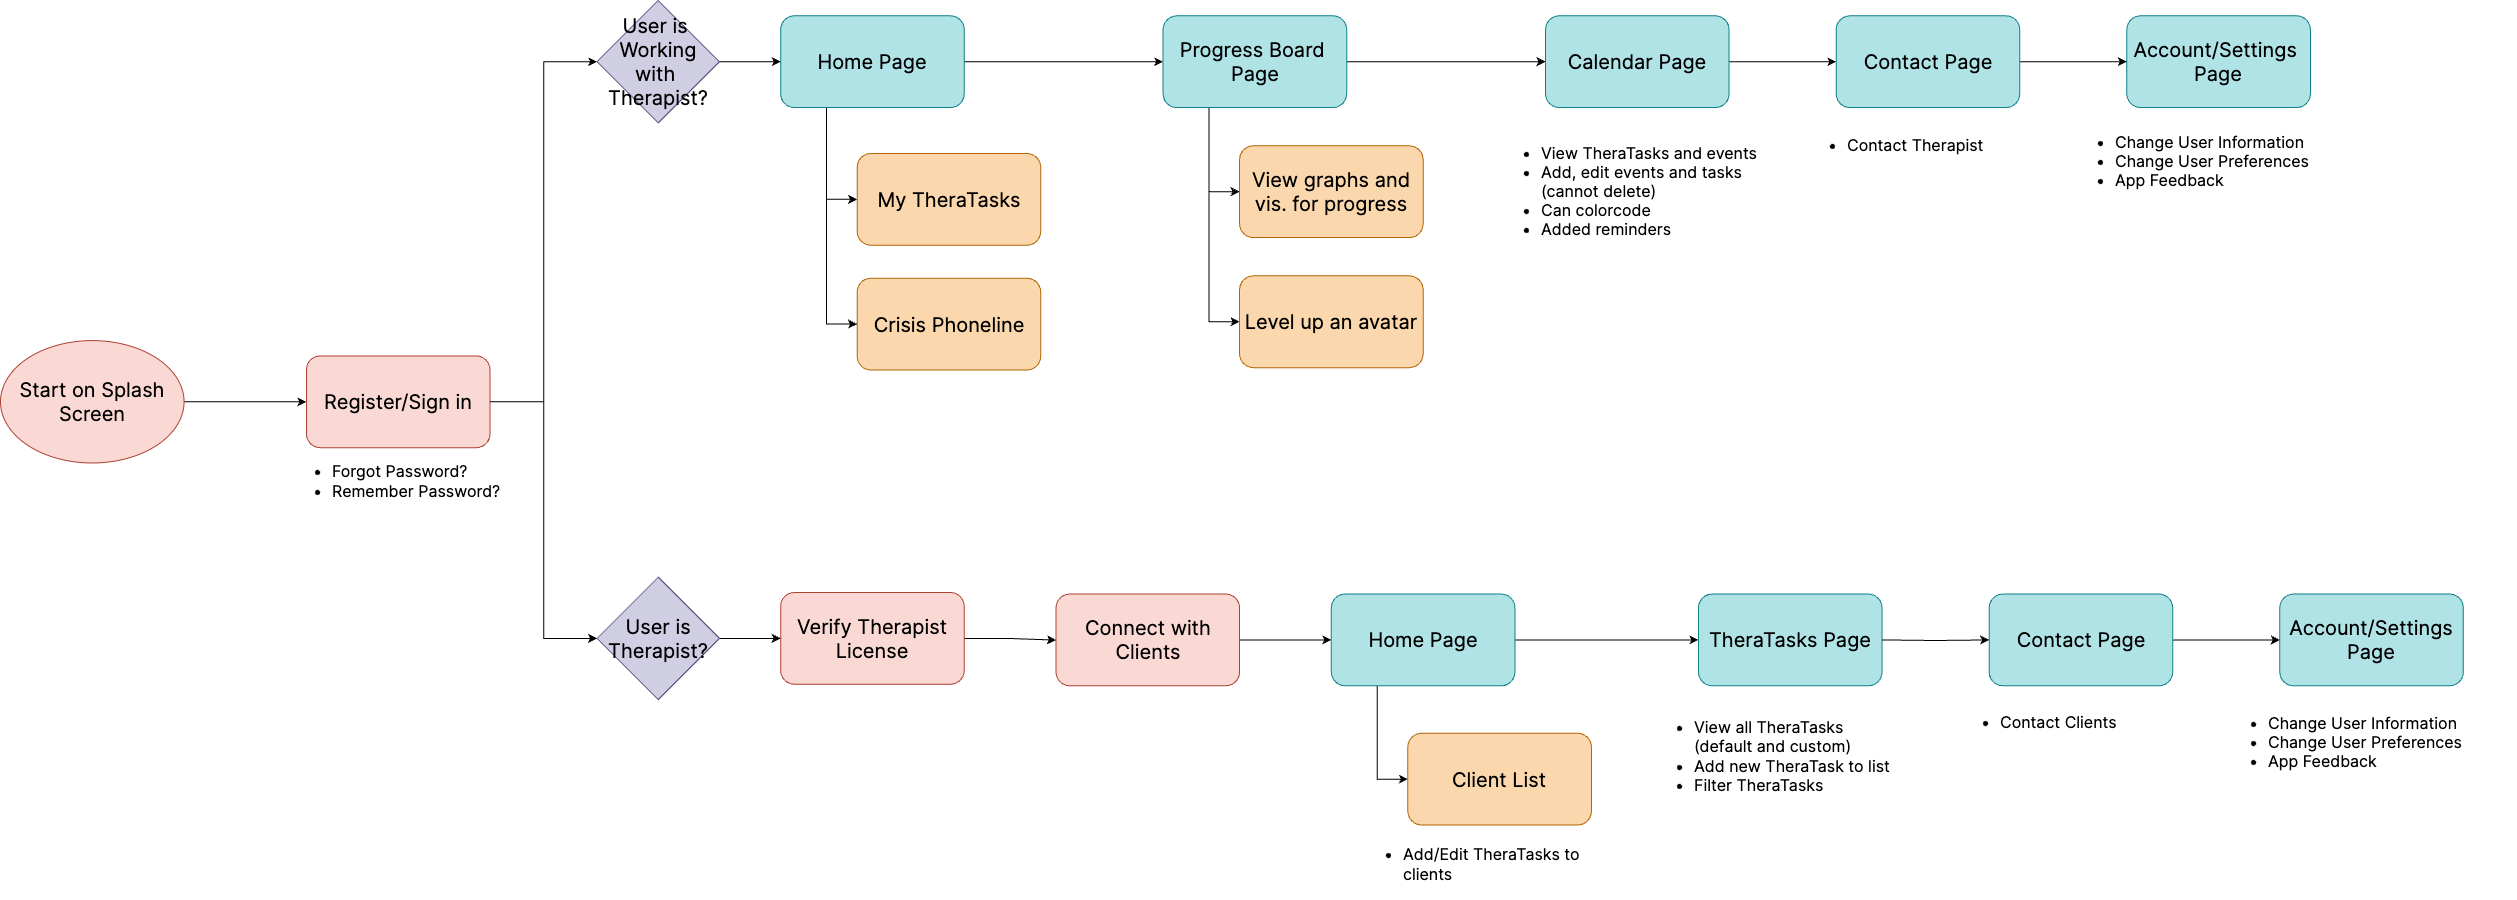 User is
Working
with
Therapist?
Home Page
Progress Board
Page
Calendar Page
Contact Page
Account/Settings
Page
My TheraTasks
Crisis Phoneline
View graphs and
vis. for progress
Level up an avatar
• View TheraTasks and events
• Add, edit events and tasks
(cannot delete)
• Can colorcode
• Added reminders
• Contact Therapist
• Change User Information
• Change User Preferences
• App Feedback
Start on Splash
Screen
Register/Sign in
• Forgot Password?
• Remember Password?
User is
Therapist?
Verify Therapist
License
Connect with
Clients
Home Page
TheraTasks Page
Contact Page
Account/Settings
Page
Client List
• Add/Edit TheraTasks to
clients
• View all TheraTasks
(default and custom)
• Add new TheraTask to list
• Filter TheraTasks
• Contact Clients
• Change User Information
• Change User Preferences
• App Feedback